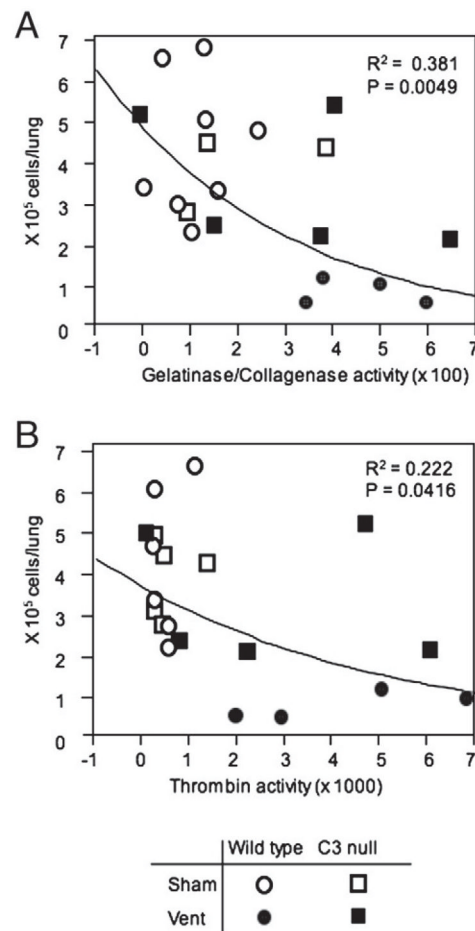 A
7
6
5
4
3
2
1
0
X 10⁵ cells/lung
R² = 0.381
P = 0.0049
-1 0 1 2 3 4 5 6 7
Gelatinase/Collagenase activity (x 100)
B
7
6
5
4
3
2
1
0
X 10⁵ cells/lung
R² = 0.222
P = 0.0416
-1 0 1 2 3 4 5 6 7
Thrombin activity (x 1000)
Wild type C3 null
Sham
Vent